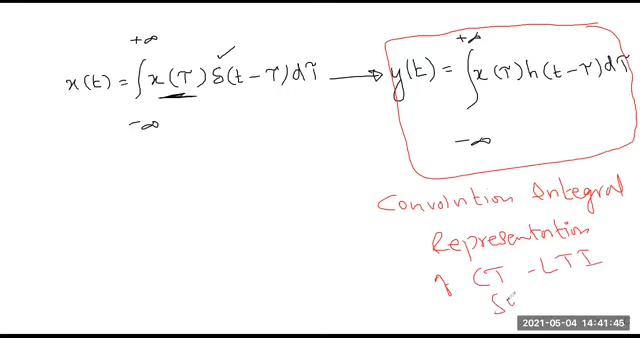 x(t) = ∫_{-∞}^{+∞} x(τ) δ(t-τ) dτ → y(t) = ∫_{-∞}^{+∞} x(τ) h(t-τ) dτ
Convolution Integral
Representation
of CT - LTI
2021-05-04 14:41:45